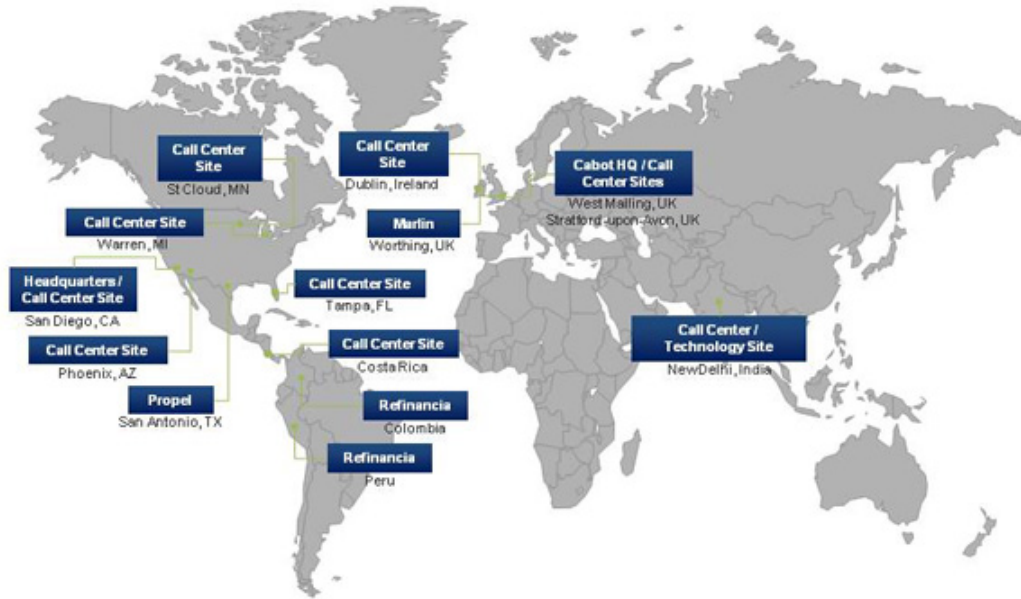 Call Center
Site
St Cloud, MN
Call Center Site
Warren, MI
Headquarters /
Call Center Site
San Diego, CA
Call Center Site
Phoenix, AZ
Propel
San Antonio, TX
Call Center
Site
Dublin, Ireland
Marlin
Worthing, UK
Cabot HQ / Call
Center Sites
West Malling, UK
Stratford-upon-Avon, UK
Call Center Site
Tampa, FL
Call Center Site
Costa Rica
Refinancia
Colombia
Refinancia
Peru
Call Center /
Technology Site
New Delhi, India